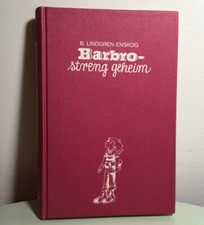 B. LINDGREN-ENSKOG
Barbro-
streng geheim